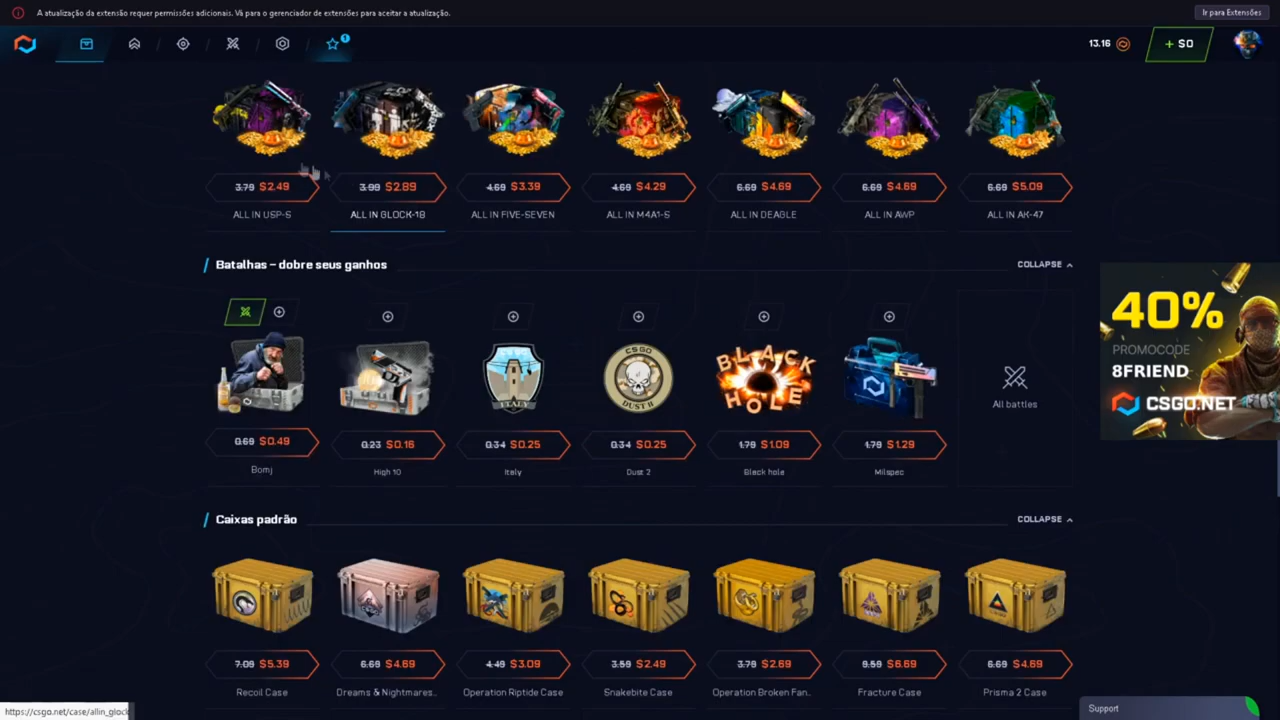 A atualização da extensão requer permissões adicionais. Vá para o gerenciador de extensões para aceitar a atualização.
Ir para Extensões
1
13.16
+ $0
3.79 $2.49
3.99 $2.89
4.69 $3.39
4.69 $4.29
6.69 $4.69
6.69 $4.69
6.69 $5.09
ALL IN USP-S
ALL IN GLOCK-18
ALL IN FIVE-SEVEN
ALL IN M4A1-S
ALL IN DEAGLE
ALL IN AWP
ALL IN AK-47
Batalhas – dobre seus ganhos
COLLAPSE
ITALY
CSGO
DUST II
BLACK
HOLE
All battles
0.69 $0.49
0.23 $0.16
0.34 $0.25
0.34 $0.25
1.79 $1.09
1.79 $1.29
Bomj
High 10
Italy
Dust 2
Black hole
Milspec
40%
PROMOCODE
8FRIEND
CSGO.NET
Caixas padrão
COLLAPSE
7.09 $5.39
6.69 $4.69
4.49 $3.09
3.59 $2.49
3.79 $2.69
9.59 $6.69
6.69 $4.69
Recoil Case
Dreams & Nightmares..
Operation Riptide Case
Snakebite Case
Operation Broken Fan..
Fracture Case
Prisma 2 Case
https://csgo.net/case/allin_glock
Support